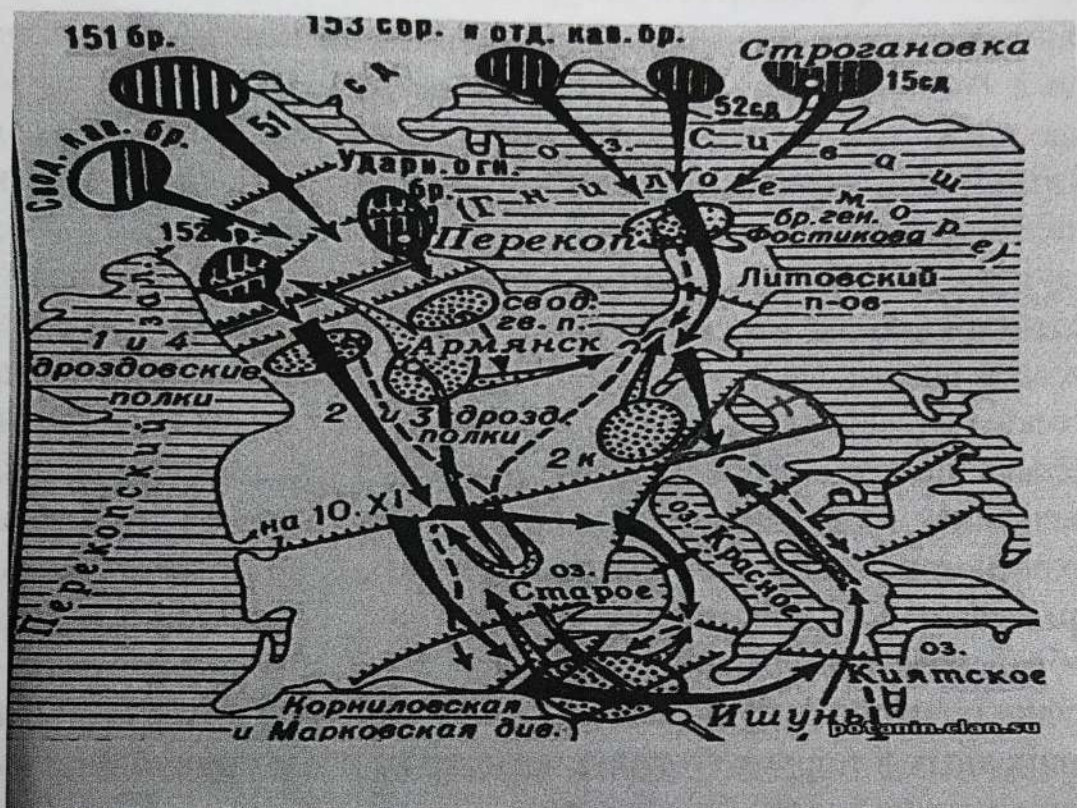 151 бр.
153 сбр. и отд. кав. бр.
Строгановка
15сд
52сд
51 сд
Свод. кав. бр.
Ударн. огн.
бр.
152 бр.
оз. Сиваш
(Гнилое море)
Перекоп
бр. ген.
Фостикова
Литовский
п-ов
свод.
гв. п.
Армянск
1 и 4
дроздовские
полки
2 и 3 дрозд.
полки
2 к
Перекопский зал.
на 10. XI
оз.
Старое
оз. Красное
оз.
Киятское
Корниловская
и Марковская див.
Ишунь
potanin.clan.su